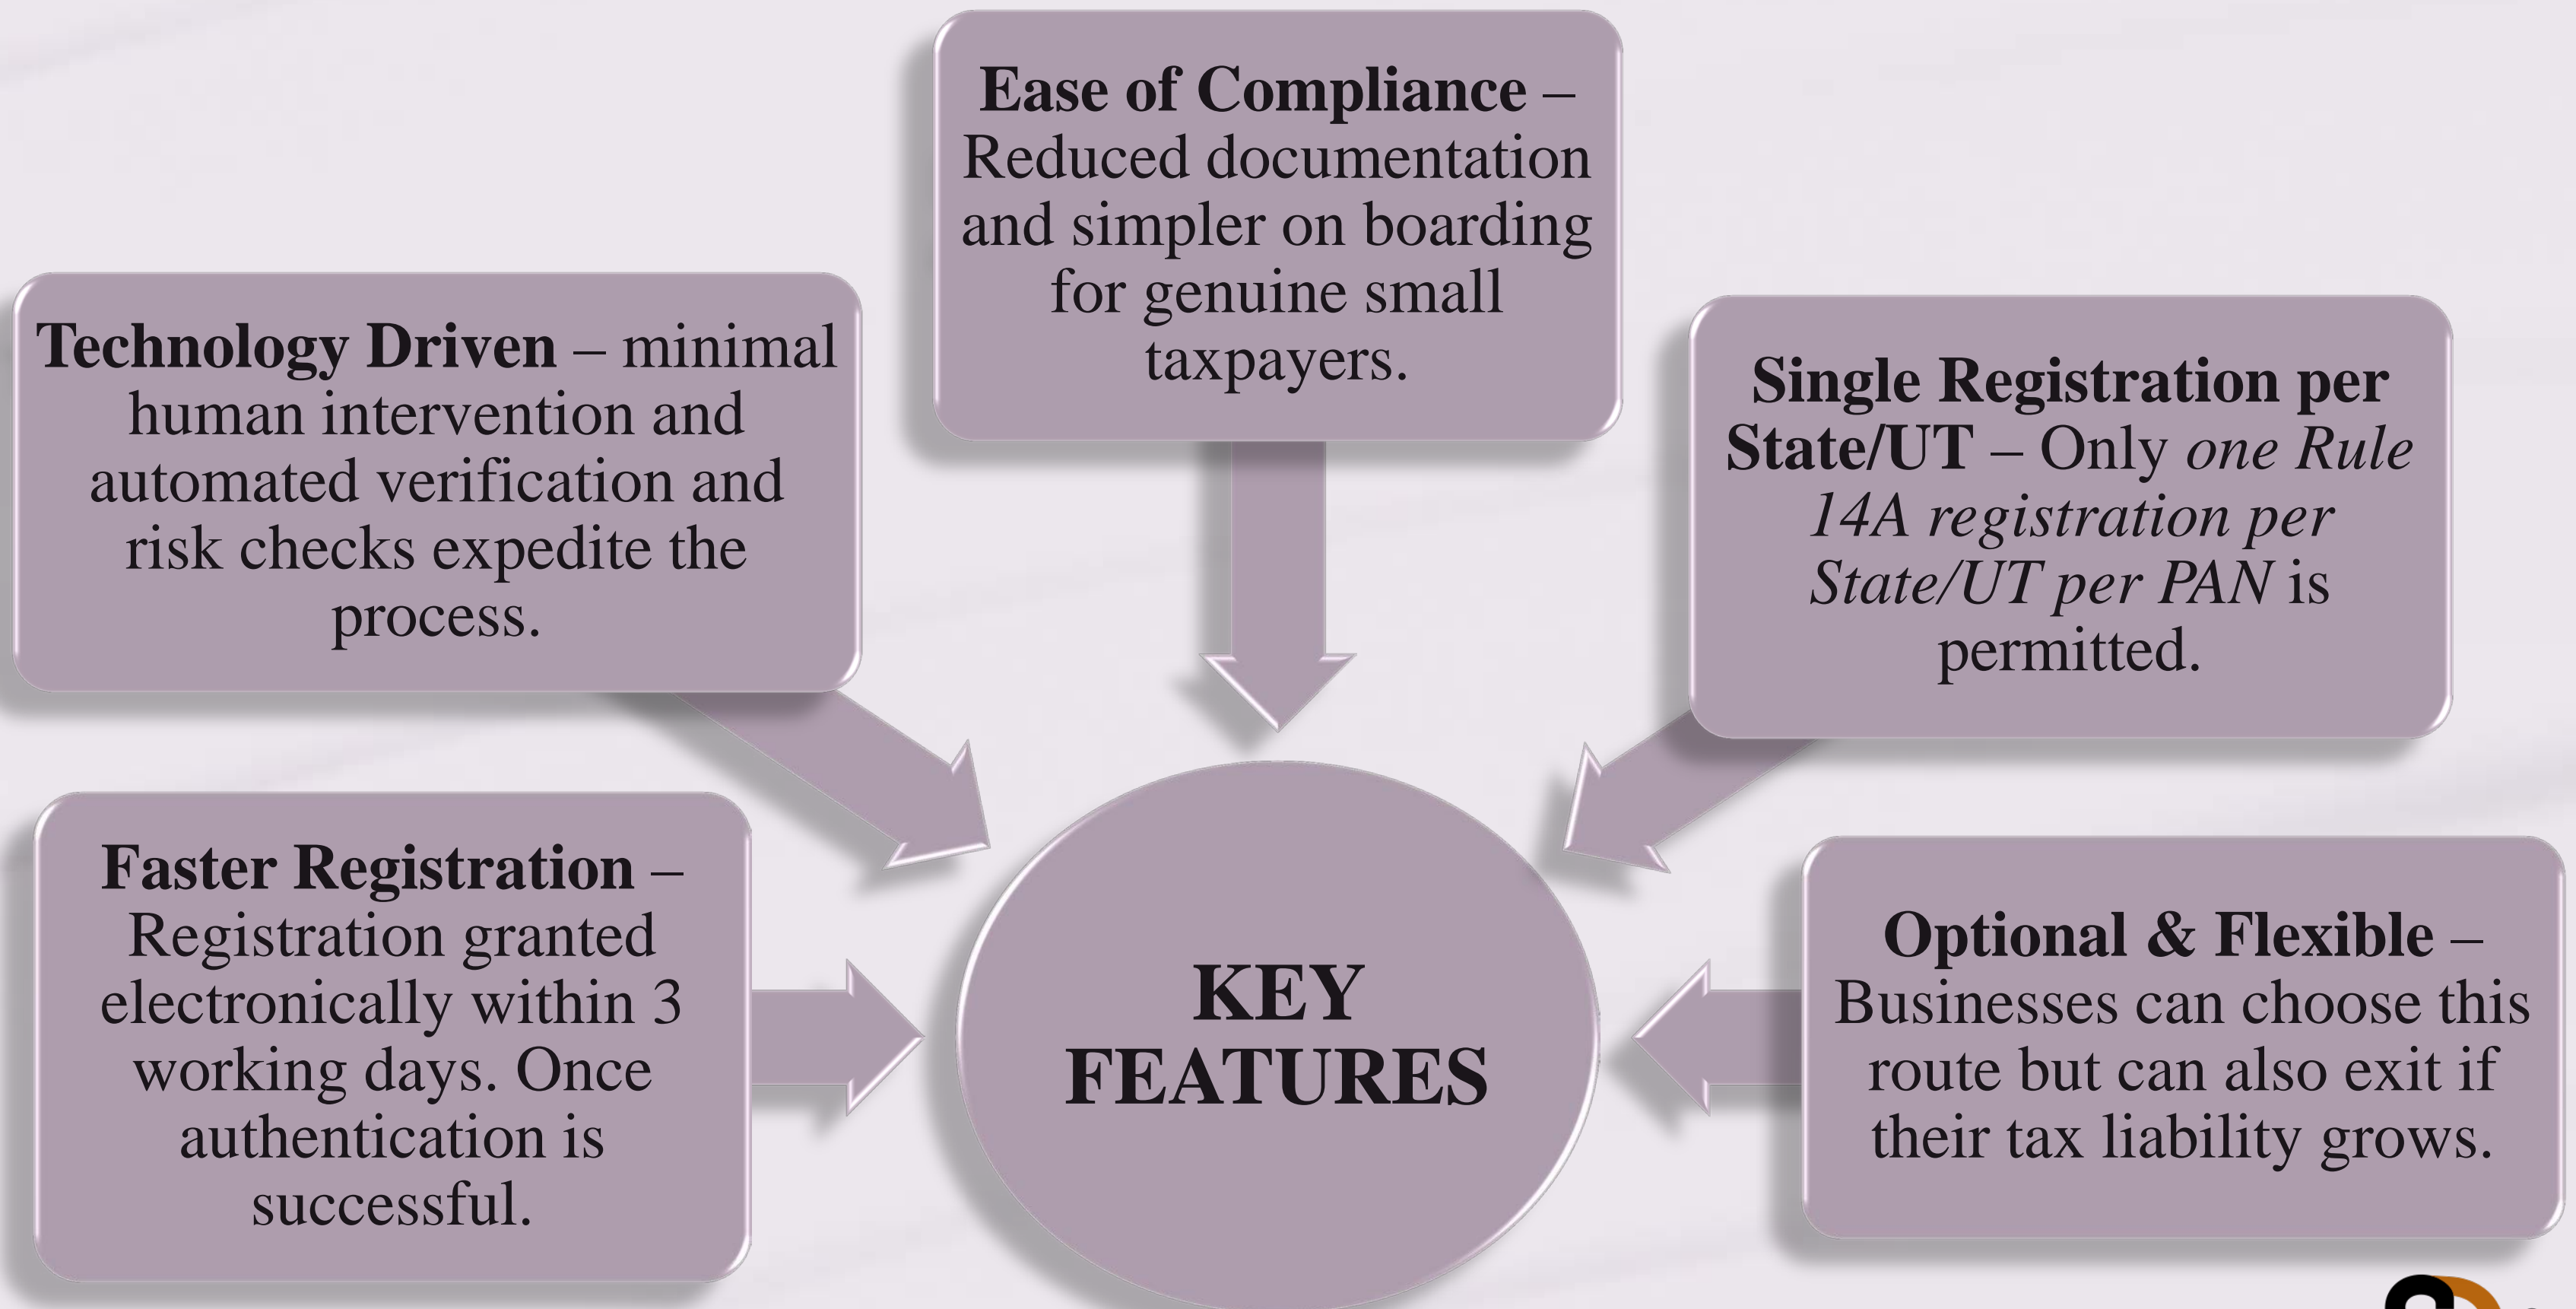 Ease of Compliance –
Reduced documentation
and simpler on boarding
for genuine small
taxpayers.
Technology Driven – minimal
human intervention and
automated verification and
risk checks expedite the
process.
Single Registration per
State/UT – Only one Rule
14A registration per
State/UT per PAN is
permitted.
Faster Registration –
Registration granted
electronically within 3
working days. Once
authentication is
successful.
KEY
FEATURES
Optional & Flexible –
Businesses can choose this
route but can also exit if
their tax liability grows.